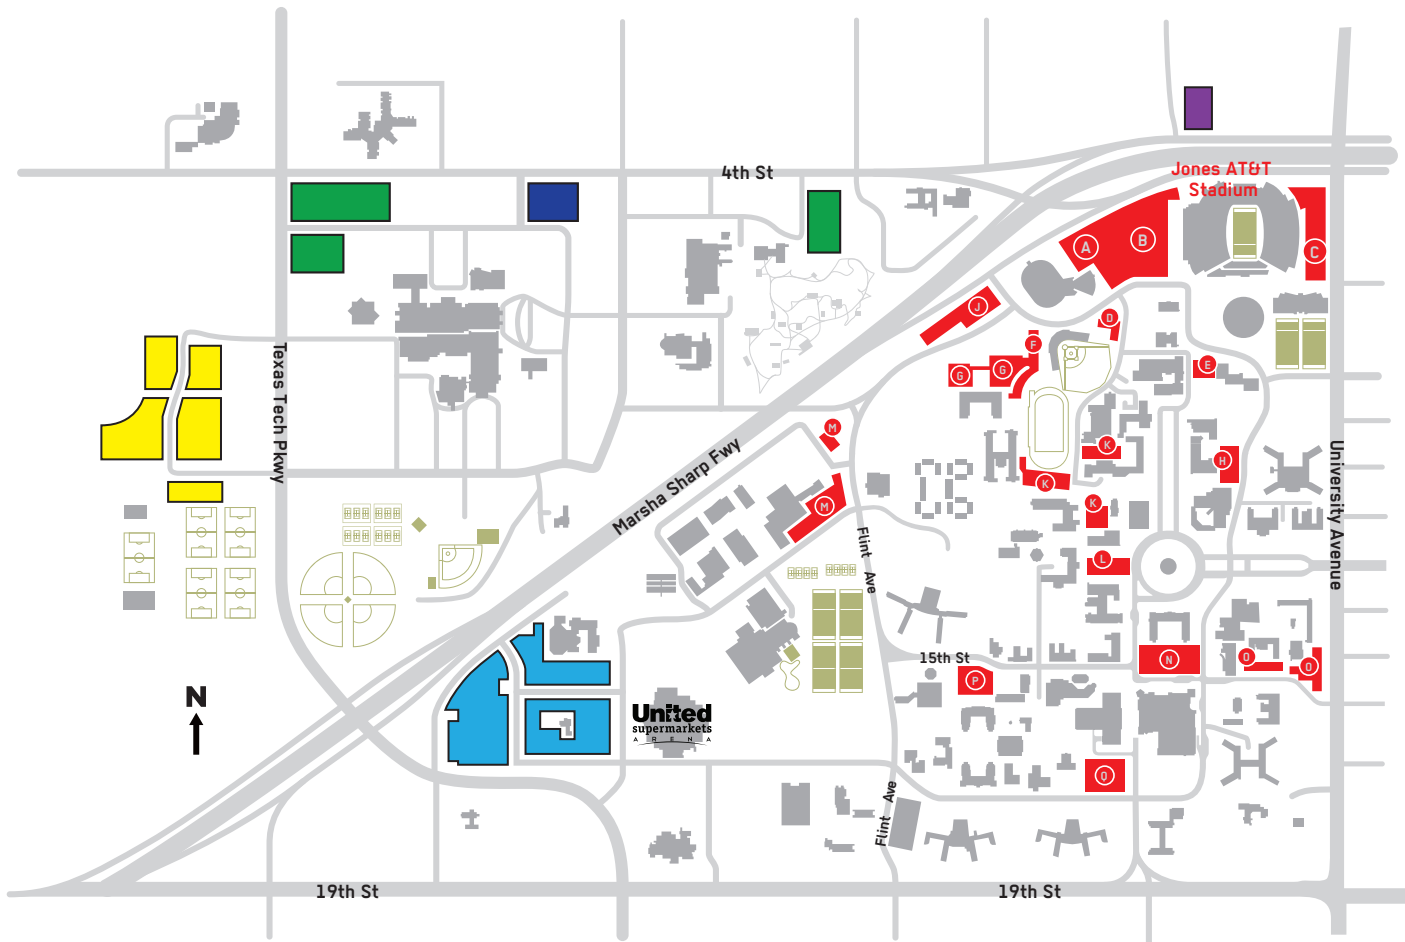 4th St
Jones AT&T
Stadium
A
B
C
J
D
F
E
G
G
Texas Tech Pkwy
Marsha Sharp Fwy
University Avenue
M
K
H
K
M
K
Flint Ave
L
15th St
N
O
O
P
N
United
supermarkets
ARENA
Q
Flint Ave
19th St
19th St